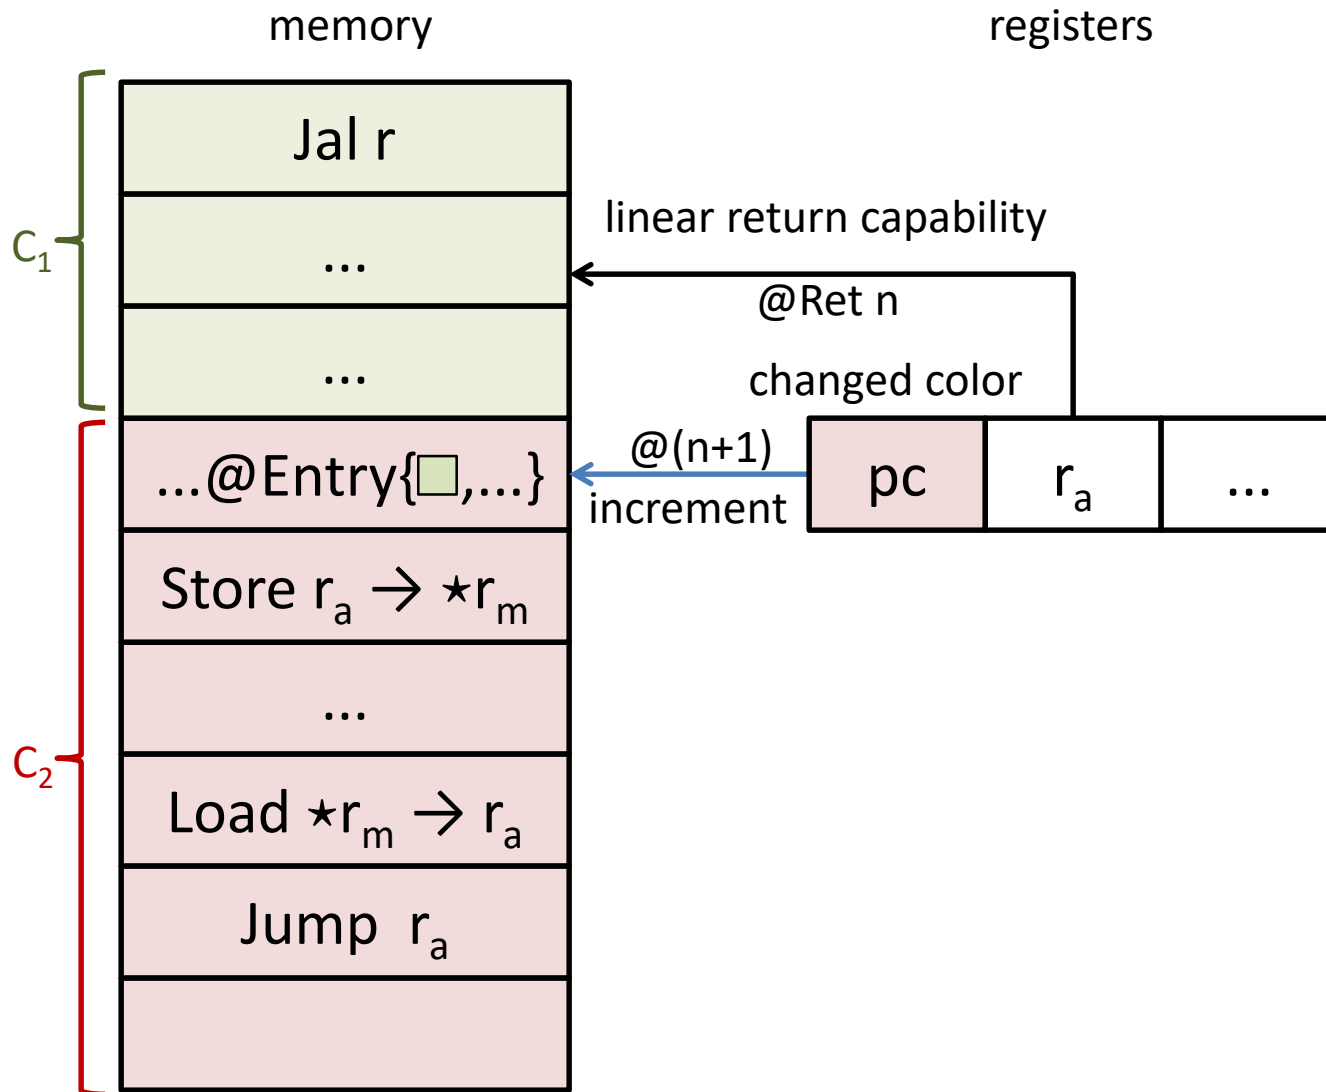 memory
registers
Jal r
C₁
...
linear return capability
@Ret n
...
changed color
...@Entry{ ,...}
@(n+1)
increment
pc
rₐ
...
Store rₐ → ⋆rₘ
...
C₂
Load ⋆rₘ → rₐ
Jump rₐ